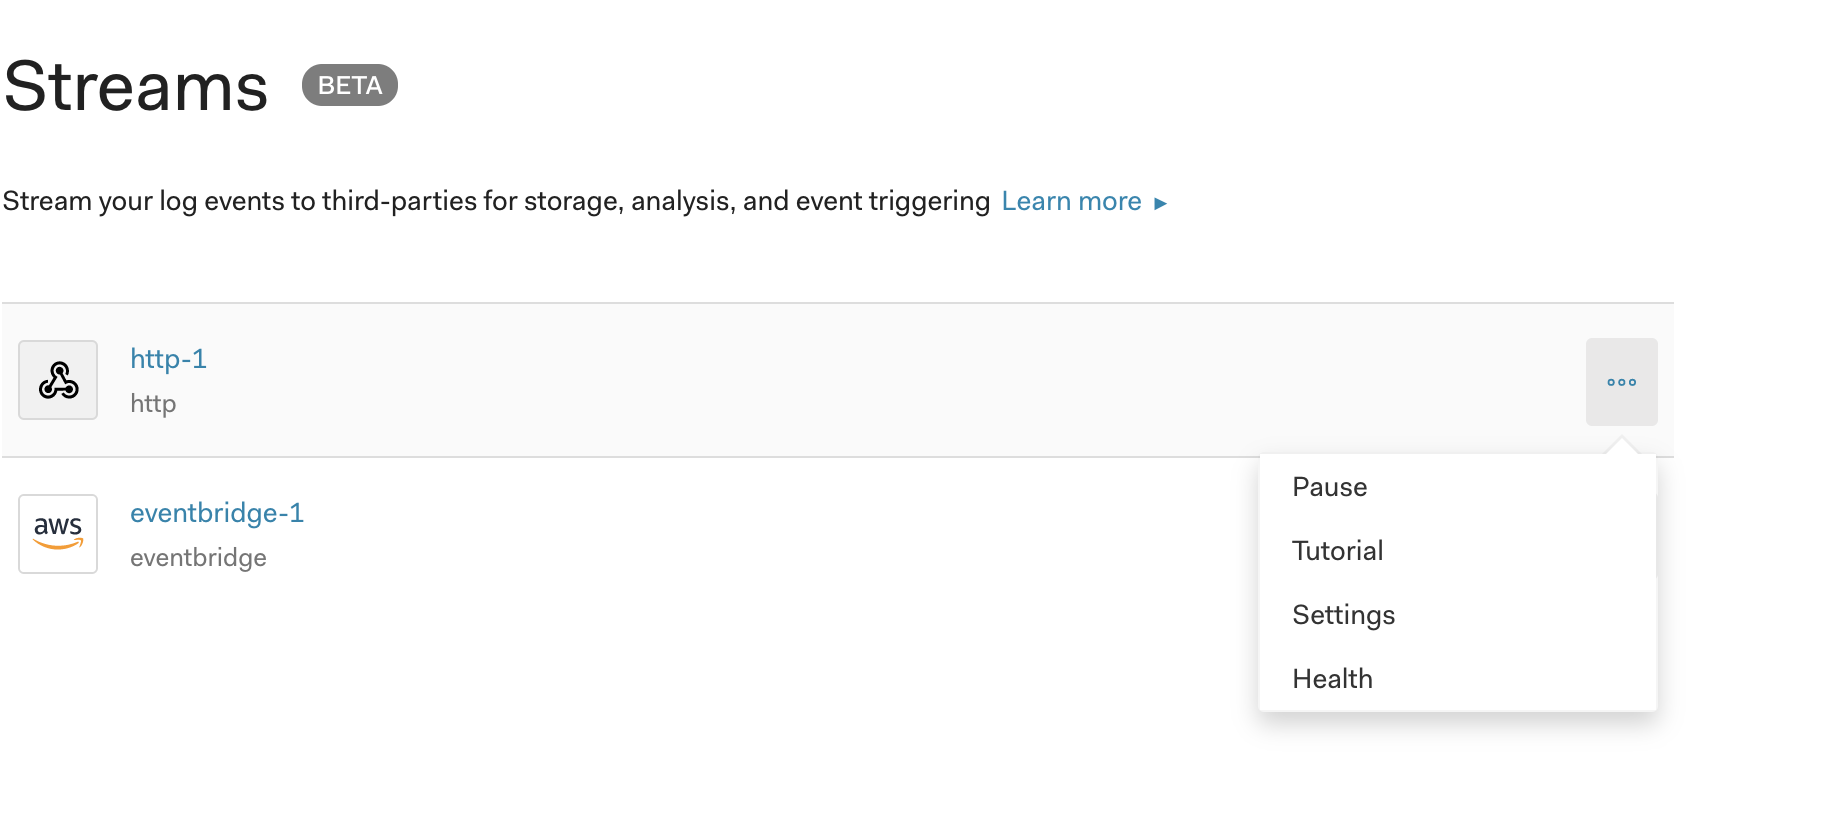 Streams BETA
Stream your log events to third-parties for storage, analysis, and event triggering Learn more ▸
http-1
http
aws
eventbridge-1
eventbridge
Pause
Tutorial
Settings
Health